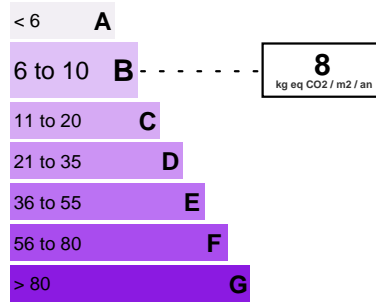 < 6 A
6 to 10 B
8
kg eq CO2 / m2 / an
11 to 20 C
21 to 35 D
36 to 55 E
56 to 80 F
> 80 G